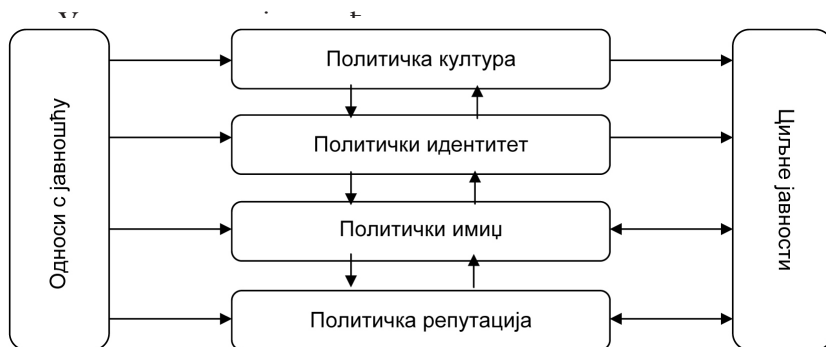 Политичка култура
Односи с јавношћу
Политички идентитет
Циљне јавности
Политички имиџ
Политичка репутација